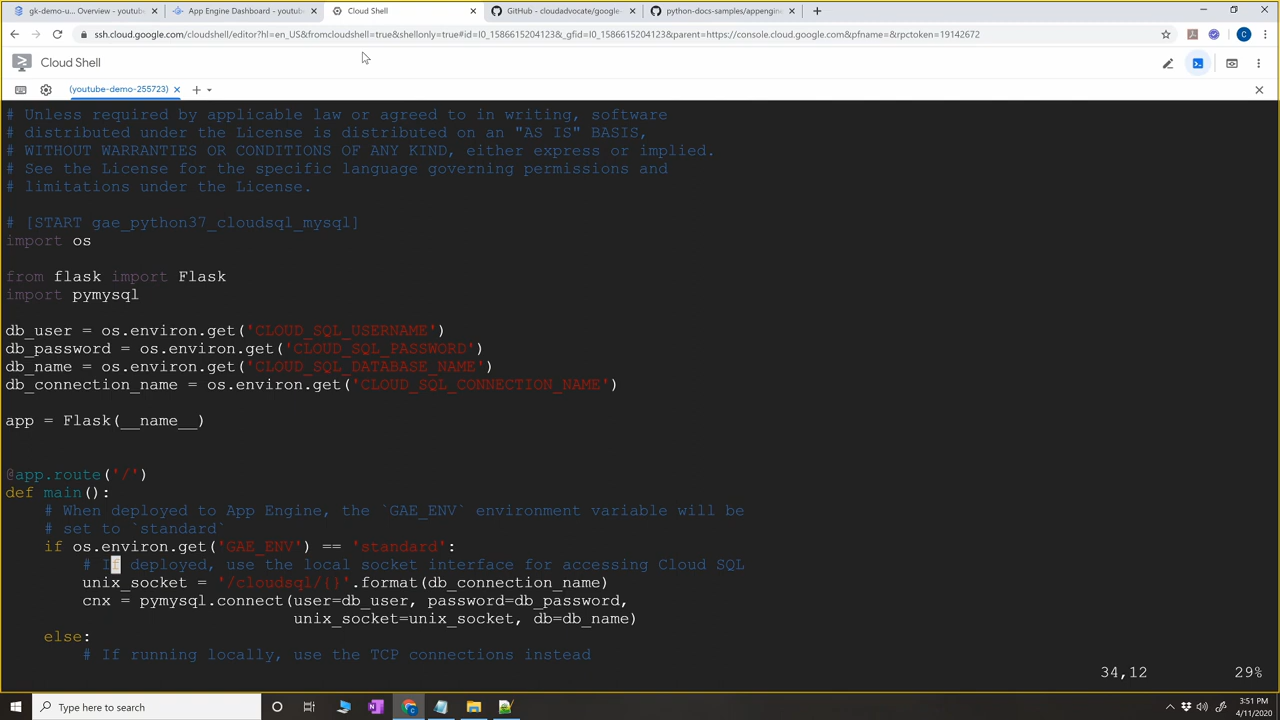 gk-demo-u... Overview - youtube
App Engine Dashboard - youtube
Cloud Shell
GitHub - cloudadvocate/google-
python-docs-samples/appengine
ssh.cloud.google.com/cloudshell/editor?hl=en_US&fromcloudshell=true&shellonly=true#id=I0_1586615204123&_gfid=I0_1586615204123&parent=https://console.cloud.google.com&pfname=&rpctoken=19142672
C
Cloud Shell
(youtube-demo-255723)
# Unless required by applicable law or agreed to in writing, software
# distributed under the License is distributed on an "AS IS" BASIS,
# WITHOUT WARRANTIES OR CONDITIONS OF ANY KIND, either express or implied.
# See the License for the specific language governing permissions and
# limitations under the License.
# [START gae_python37_cloudsql_mysql]
import os
from flask import Flask
import pymysql
db_user = os.environ.get('CLOUD_SQL_USERNAME')
db_password = os.environ.get('CLOUD_SQL_PASSWORD')
db_name = os.environ.get('CLOUD_SQL_DATABASE_NAME')
db_connection_name = os.environ.get('CLOUD_SQL_CONNECTION_NAME')
app = Flask(__name__)
@app.route('/')
def main():
# When deployed to App Engine, the `GAE_ENV` environment variable will be
# set to `standard`
if os.environ.get('GAE_ENV') == 'standard':
# If deployed, use the local socket interface for accessing Cloud SQL
unix_socket = '/cloudsql/{}'.format(db_connection_name)
cnx = pymysql.connect(user=db_user, password=db_password,
unix_socket=unix_socket, db=db_name)
else:
# If running locally, use the TCP connections instead
34,12 29%
Type here to search
3:51 PM
4/11/2020